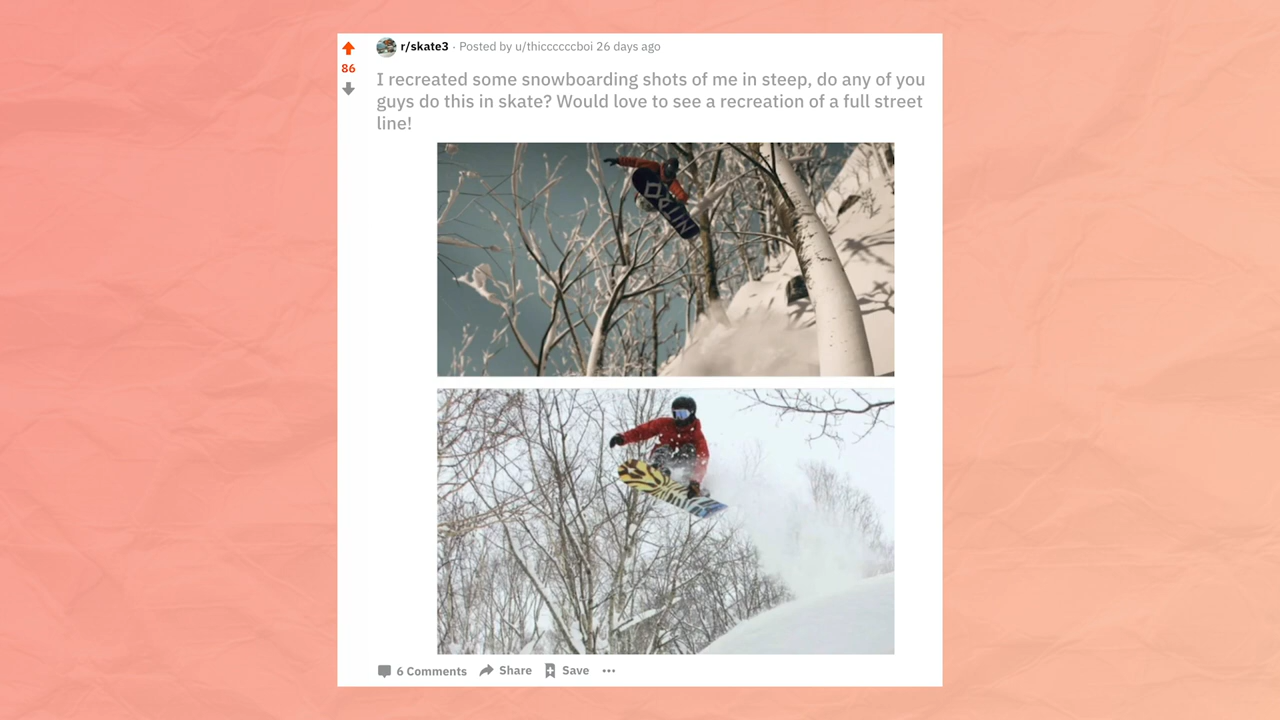 86
r/skate3 · Posted by u/thiccccccboi 26 days ago
I recreated some snowboarding shots of me in steep, do any of you
guys do this in skate? Would love to see a recreation of a full street
line!
NITRO
6 Comments Share Save